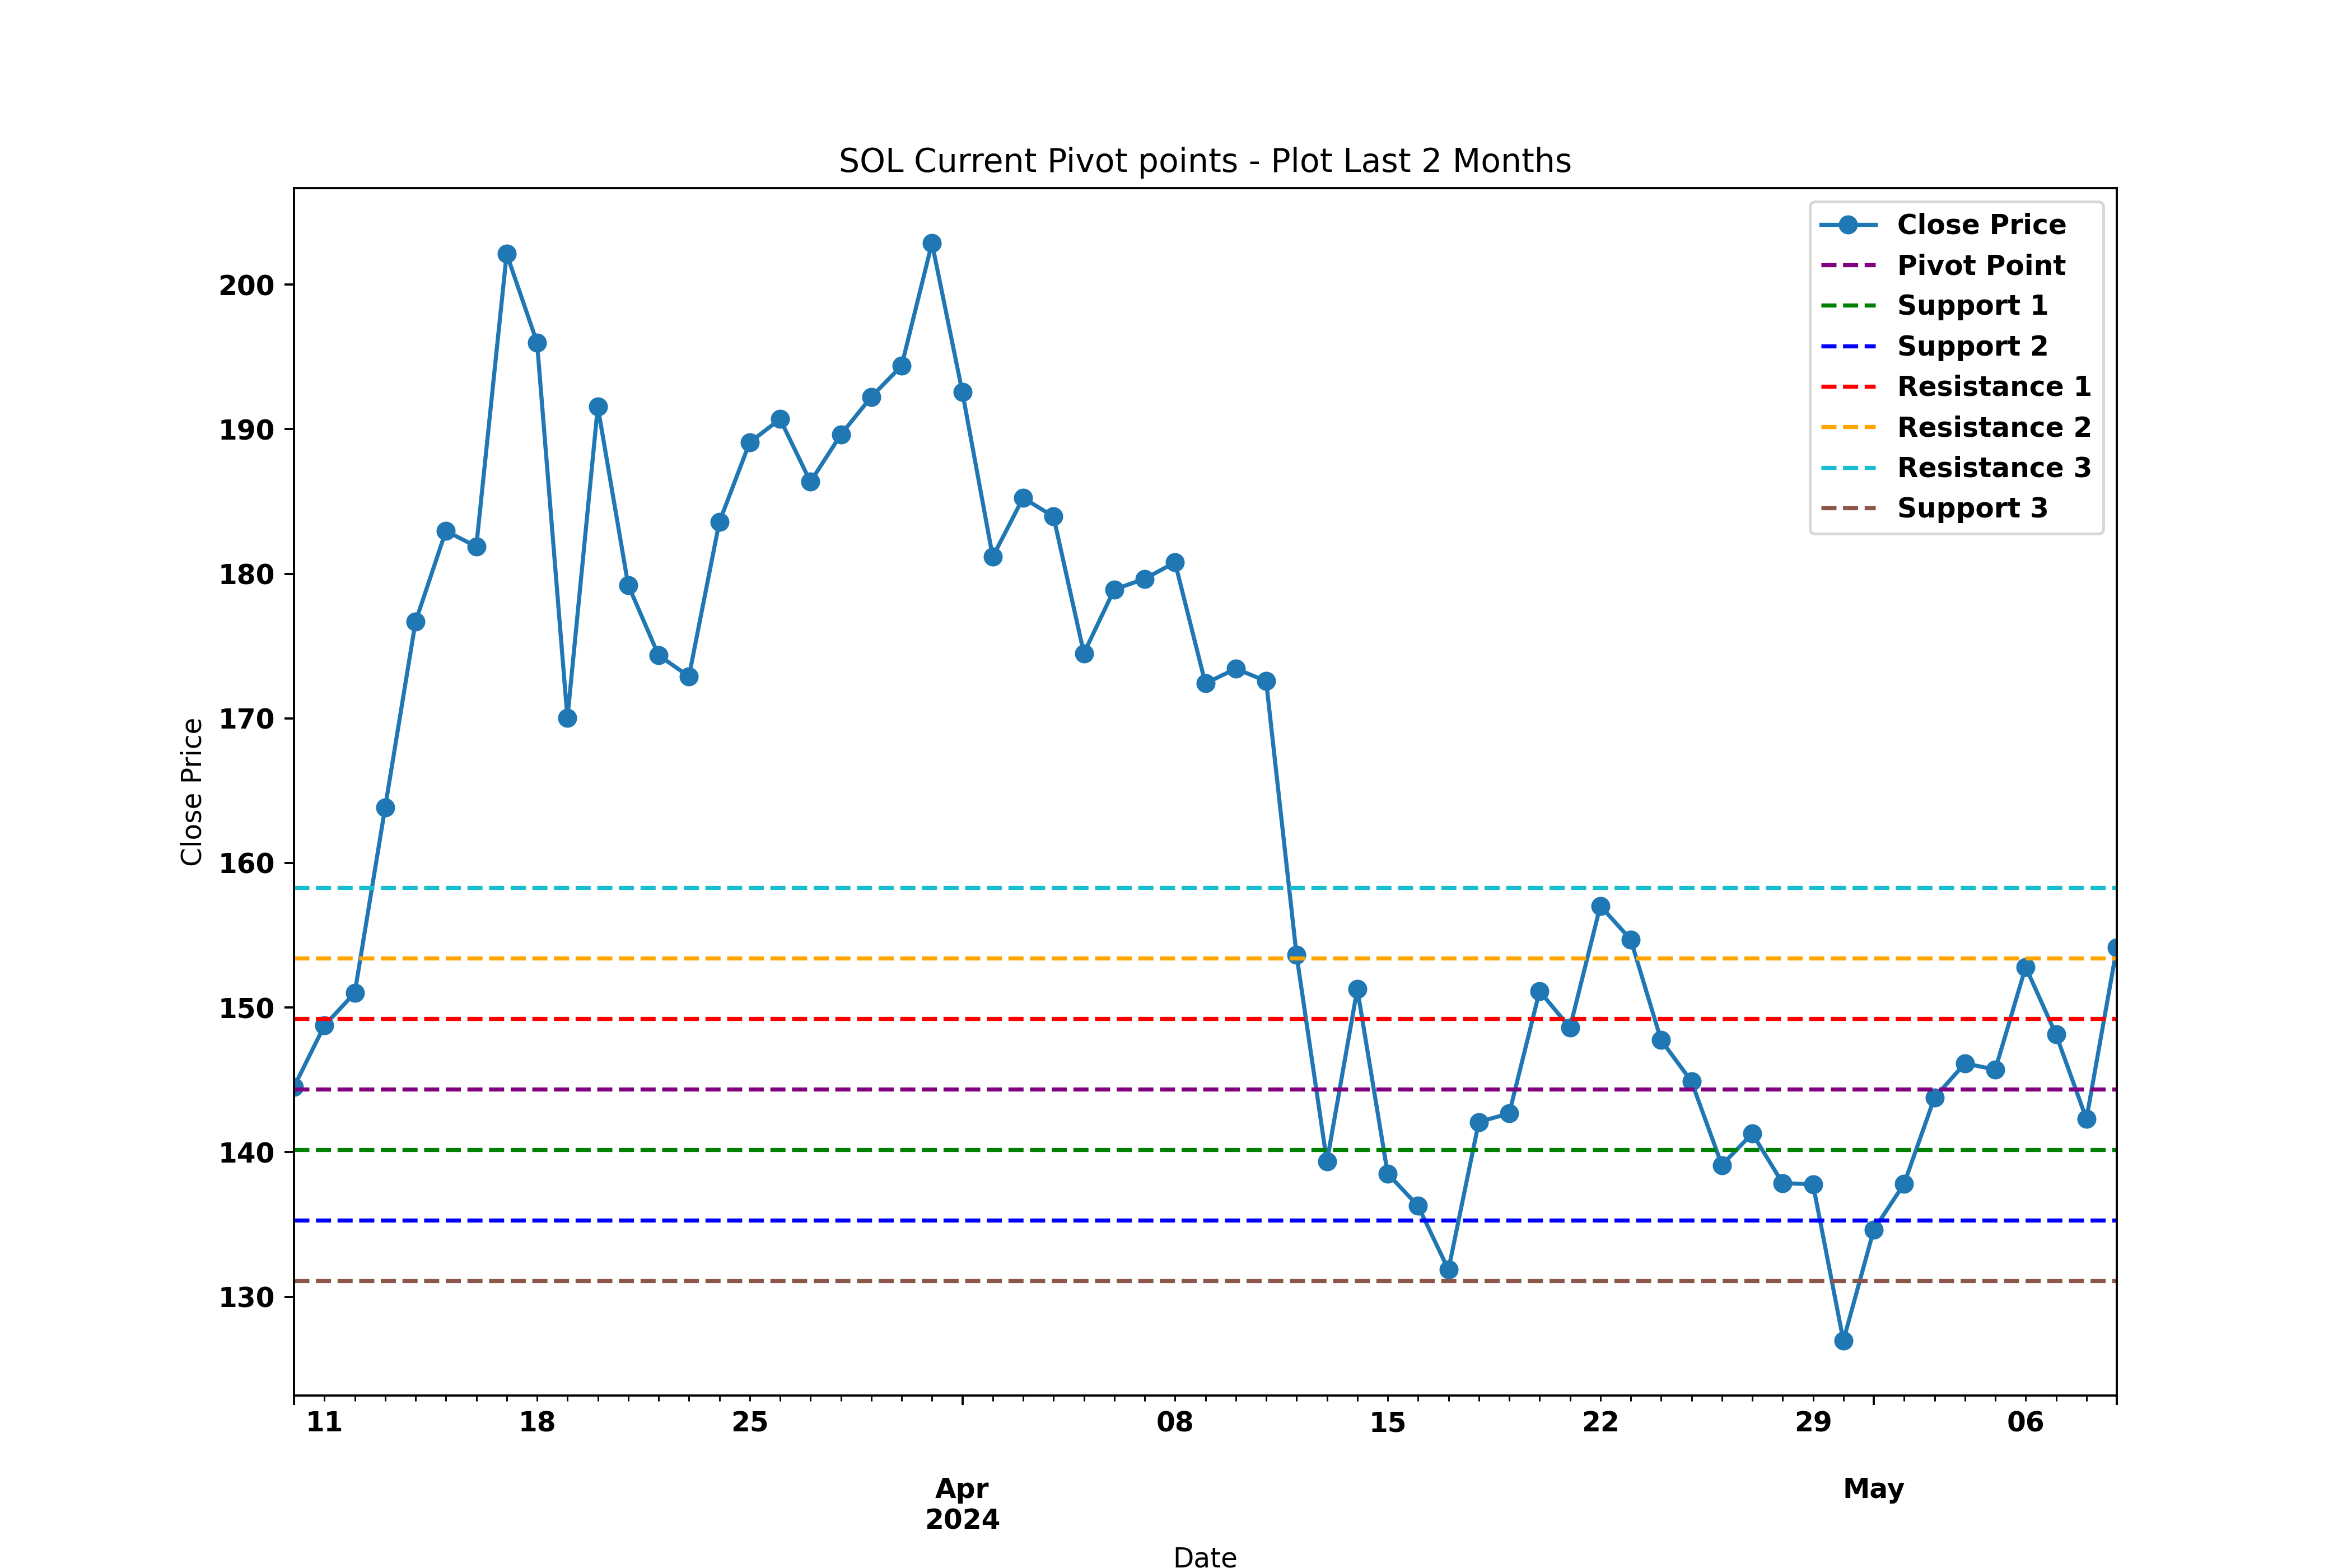 SOL Current Pivot points - Plot Last 2 Months
Close Price
Pivot Point
Support 1
Support 2
Resistance 1
Resistance 2
Resistance 3
Support 3
200
190
180
170
160
150
140
130
Close Price
11 18 25 08 15 22 29 06
Apr May
2024
Date